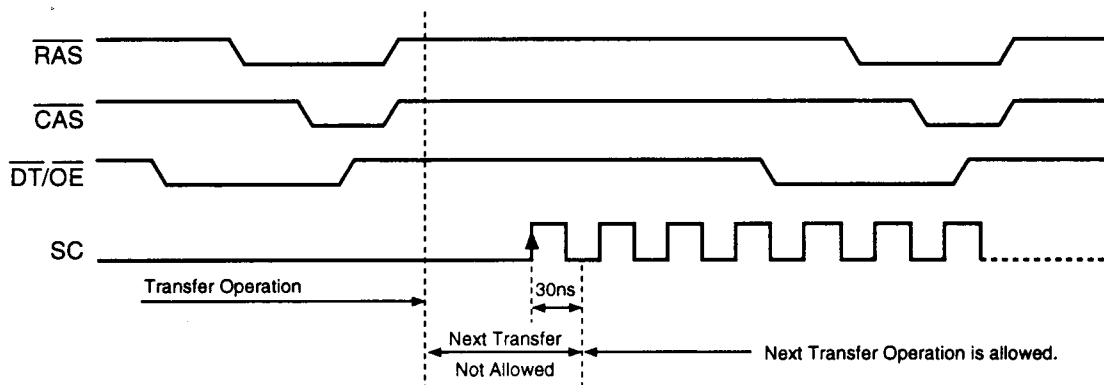 RAS
CAS
DT/OE
SC
Transfer Operation
30ns
Next Transfer
Not Allowed
Next Transfer Operation is allowed.